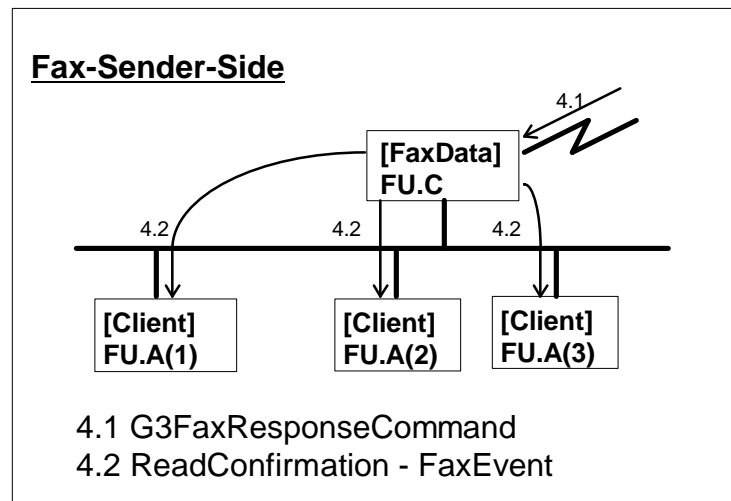 Fax-Sender-Side
4.1
[FaxData]
FU.C
4.2
4.2
4.2
[Client]
FU.A(1)
[Client]
FU.A(2)
[Client]
FU.A(3)
4.1 G3FaxResponseCommand
4.2 ReadConfirmation - FaxEvent